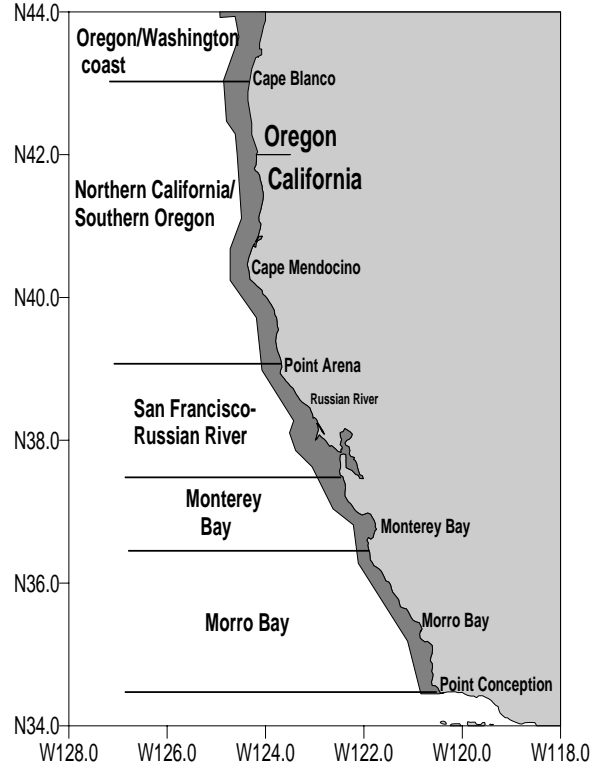 N44.0
Oregon/Washington
coast
Cape Blanco
Oregon
N42.0
California
Northern California/
Southern Oregon
Cape Mendocino
N40.0
Point Arena
Russian River
San Francisco-
Russian River
N38.0
Monterey
Bay
Monterey Bay
N36.0
Morro Bay
Morro Bay
Point Conception
N34.0
W128.0 W126.0 W124.0 W122.0 W120.0 W118.0